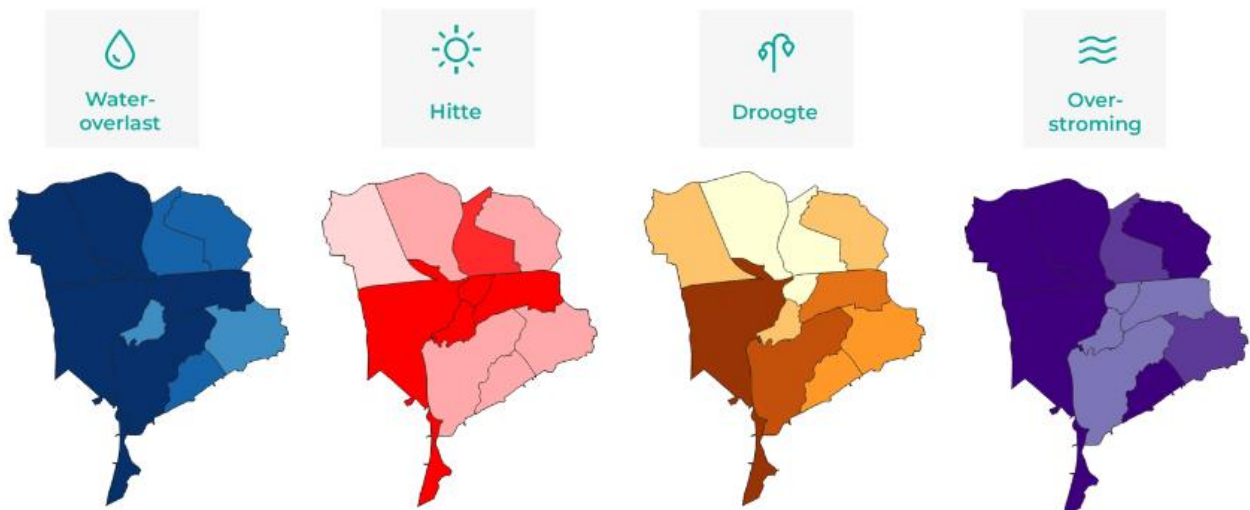 Water-
overlast
Hitte
Droogte
Over-
stroming